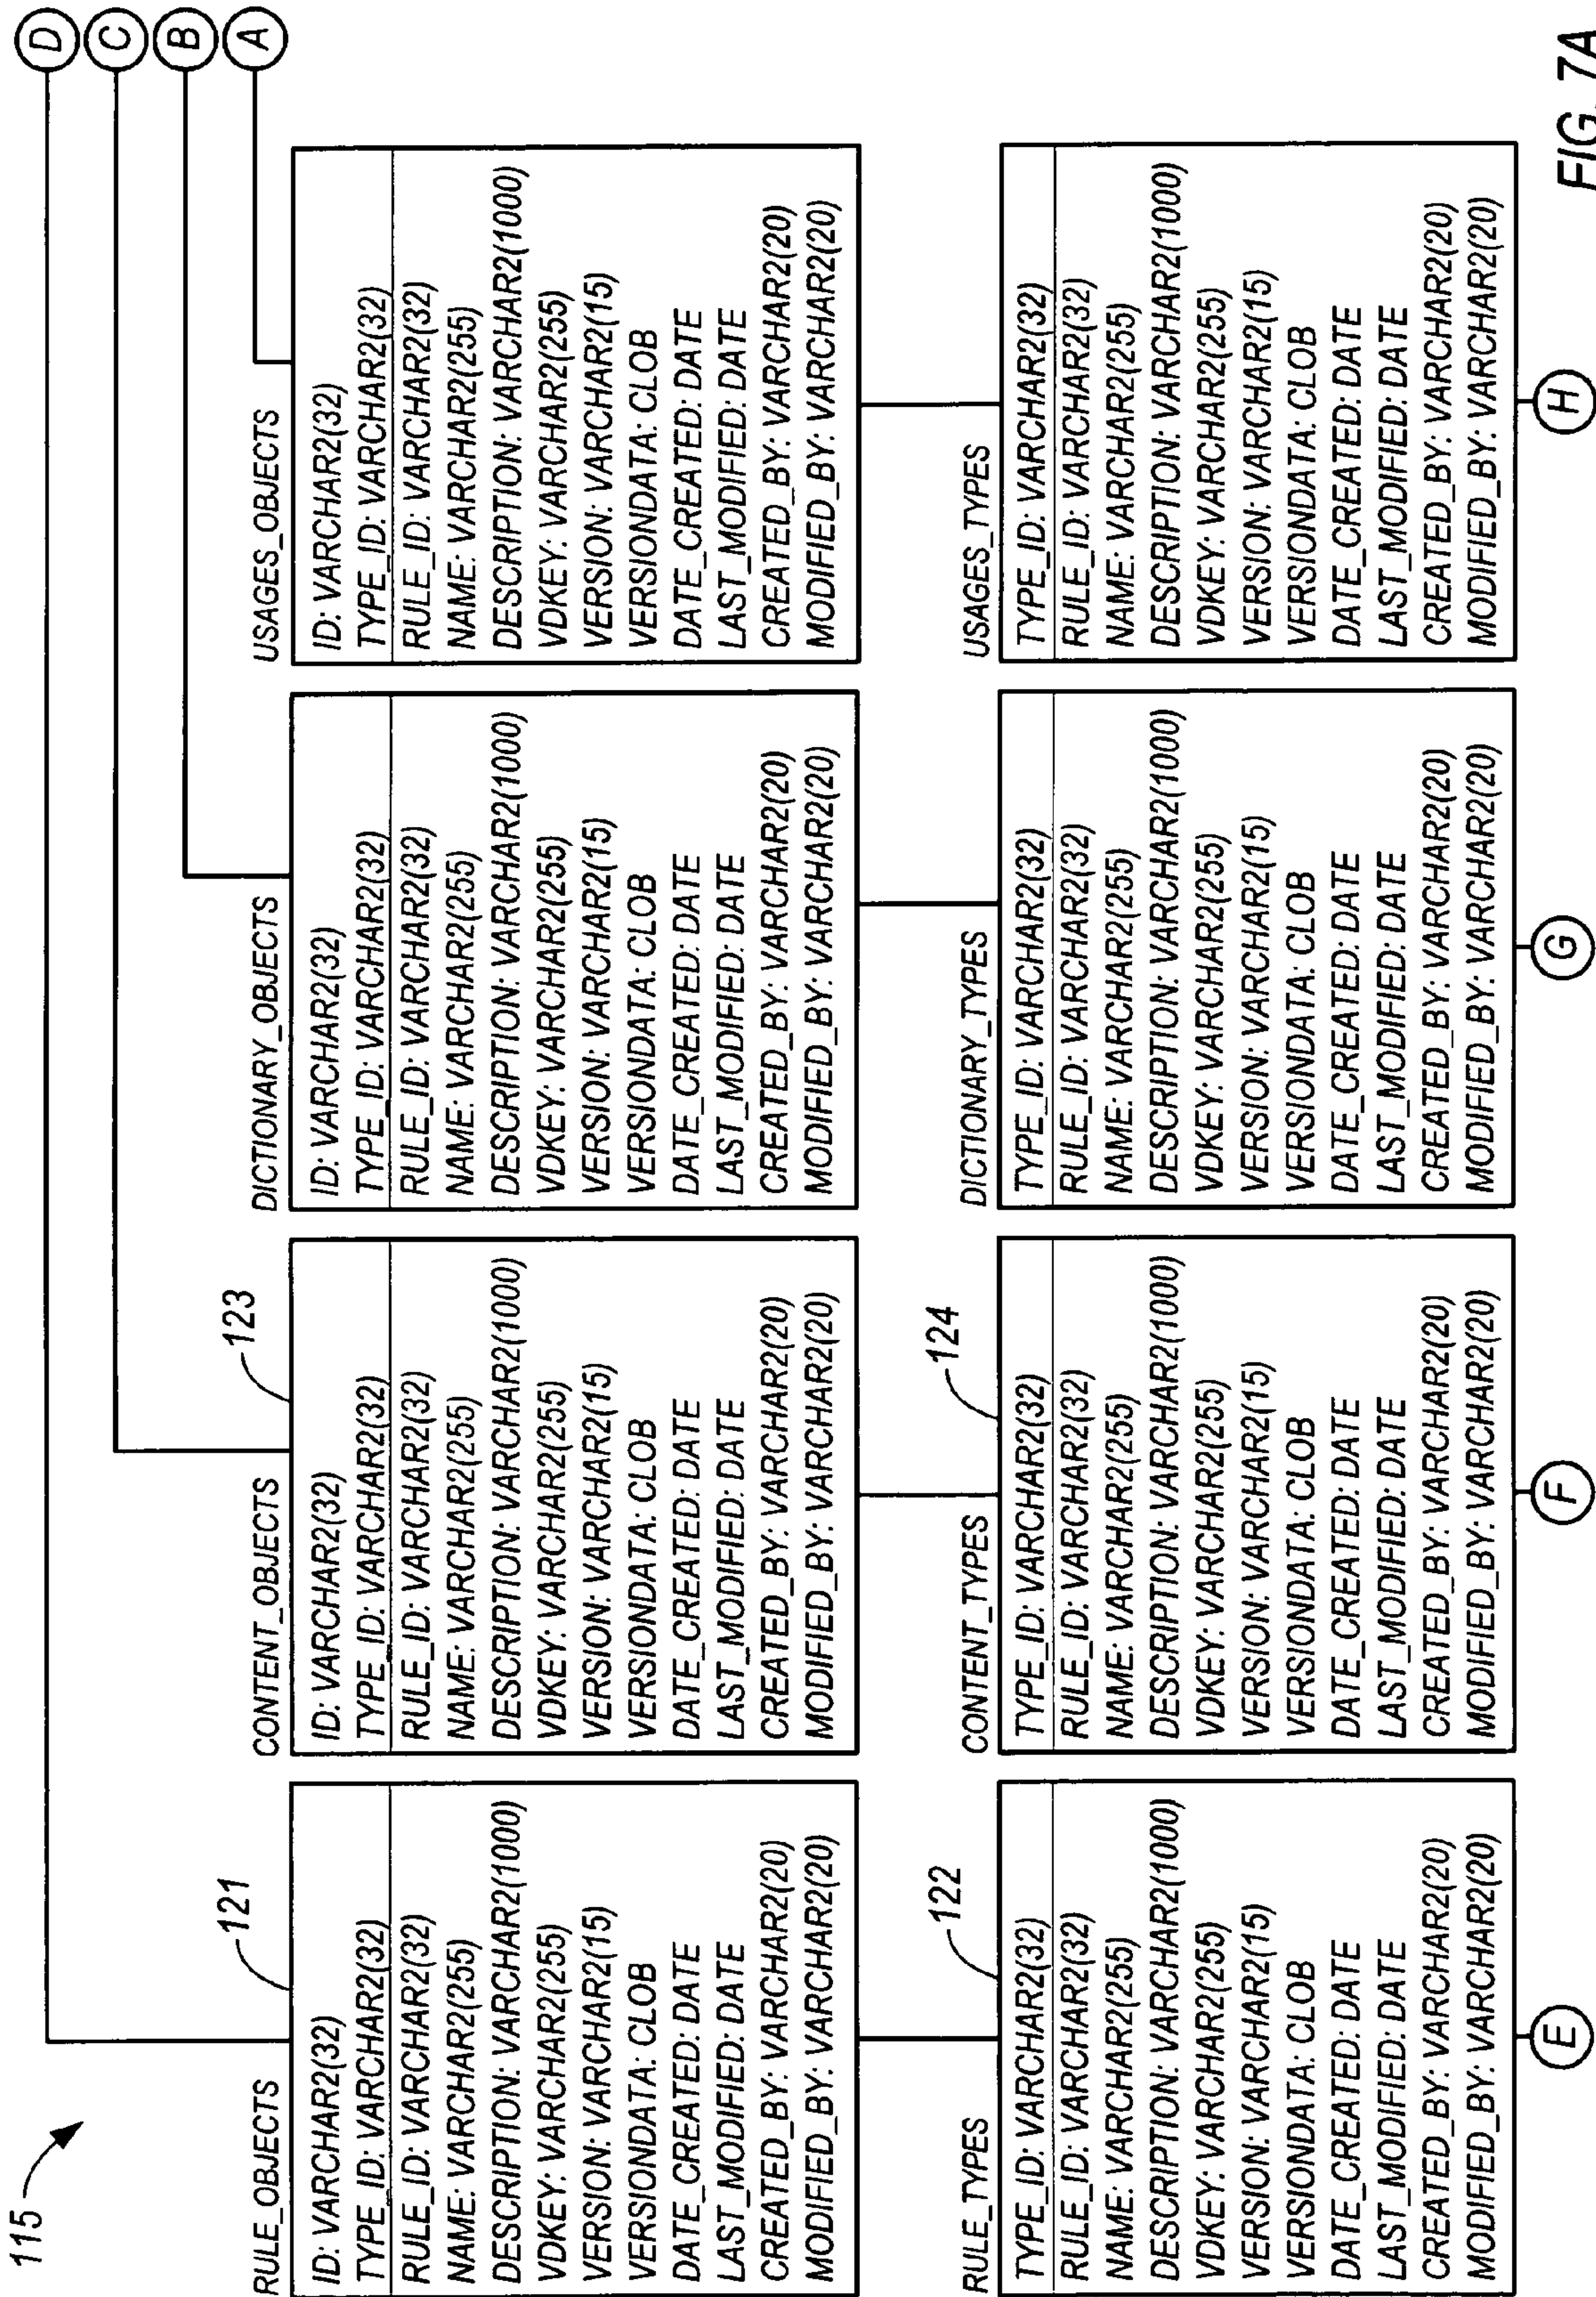 115
D
C
B
A
RULE_OBJECTS
121
ID: VARCHAR2(32)
TYPE_ID: VARCHAR2(32)
RULE_ID: VARCHAR2(32)
NAME: VARCHAR2(255)
DESCRIPTION: VARCHAR2(1000)
VDKEY: VARCHAR2(255)
VERSION: VARCHAR2(15)
VERSIONDATA: CLOB
DATE_CREATED: DATE
LAST_MODIFIED: DATE
CREATED_BY: VARCHAR2(20)
MODIFIED_BY: VARCHAR2(20)
CONTENT_OBJECTS
123
ID: VARCHAR2(32)
TYPE_ID: VARCHAR2(32)
RULE_ID: VARCHAR2(32)
NAME: VARCHAR2(255)
DESCRIPTION: VARCHAR2(1000)
VDKEY: VARCHAR2(255)
VERSION: VARCHAR2(15)
VERSIONDATA: CLOB
DATE_CREATED: DATE
LAST_MODIFIED: DATE
CREATED_BY: VARCHAR2(20)
MODIFIED_BY: VARCHAR2(20)
DICTIONARY_OBJECTS
ID: VARCHAR2(32)
TYPE_ID: VARCHAR2(32)
RULE_ID: VARCHAR2(32)
NAME: VARCHAR2(255)
DESCRIPTION: VARCHAR2(1000)
VDKEY: VARCHAR2(255)
VERSION: VARCHAR2(15)
VERSIONDATA: CLOB
DATE_CREATED: DATE
LAST_MODIFIED: DATE
CREATED_BY: VARCHAR2(20)
MODIFIED_BY: VARCHAR2(20)
USAGES_OBJECTS
ID: VARCHAR2(32)
TYPE_ID: VARCHAR2(32)
RULE_ID: VARCHAR2(32)
NAME: VARCHAR2(255)
DESCRIPTION: VARCHAR2(1000)
VDKEY: VARCHAR2(255)
VERSION: VARCHAR2(15)
VERSIONDATA: CLOB
DATE_CREATED: DATE
LAST_MODIFIED: DATE
CREATED_BY: VARCHAR2(20)
MODIFIED_BY: VARCHAR2(20)
RULE_TYPES
122
TYPE_ID: VARCHAR2(32)
RULE_ID: VARCHAR2(32)
NAME: VARCHAR2(255)
DESCRIPTION: VARCHAR2(1000)
VDKEY: VARCHAR2(255)
VERSION: VARCHAR2(15)
VERSIONDATA: CLOB
DATE_CREATED: DATE
LAST_MODIFIED: DATE
CREATED_BY: VARCHAR2(20)
MODIFIED_BY: VARCHAR2(20)
E
CONTENT_TYPES
124
TYPE_ID: VARCHAR2(32)
RULE_ID: VARCHAR2(32)
NAME: VARCHAR2(255)
DESCRIPTION: VARCHAR2(1000)
VDKEY: VARCHAR2(255)
VERSION: VARCHAR2(15)
VERSIONDATA: CLOB
DATE_CREATED: DATE
LAST_MODIFIED: DATE
CREATED_BY: VARCHAR2(20)
MODIFIED_BY: VARCHAR2(20)
F
DICTIONARY_TYPES
TYPE_ID: VARCHAR2(32)
RULE_ID: VARCHAR2(32)
NAME: VARCHAR2(255)
DESCRIPTION: VARCHAR2(1000)
VDKEY: VARCHAR2(255)
VERSION: VARCHAR2(15)
VERSIONDATA: CLOB
DATE_CREATED: DATE
LAST_MODIFIED: DATE
CREATED_BY: VARCHAR2(20)
MODIFIED_BY: VARCHAR2(20)
G
USAGES_TYPES
TYPE_ID: VARCHAR2(32)
RULE_ID: VARCHAR2(32)
NAME: VARCHAR2(255)
DESCRIPTION: VARCHAR2(1000)
VDKEY: VARCHAR2(255)
VERSION: VARCHAR2(15)
VERSIONDATA: CLOB
DATE_CREATED: DATE
LAST_MODIFIED: DATE
CREATED_BY: VARCHAR2(20)
MODIFIED_BY: VARCHAR2(20)
H
FIG. 7A